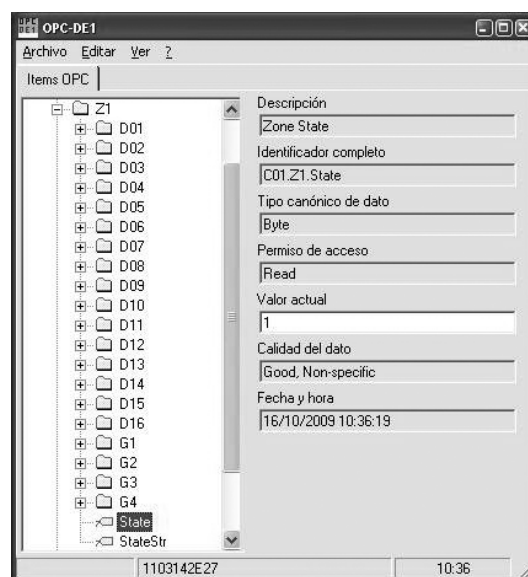 OPC DE1 OPC-DE1
Archivo Editar Ver ?
Items OPC
Z1
D01
D02
D03
D04
D05
D06
D07
D08
D09
D10
D11
D12
D13
D14
D15
D16
G1
G2
G3
G4
State
StateStr
Descripción
Zone State
Identificador completo
C01.Z1.State
Tipo canónico de dato
Byte
Permiso de acceso
Read
Valor actual
1
Calidad del dato
Good, Non-specific
Fecha y hora
16/10/2009 10:36:19
1103142E27 10:36